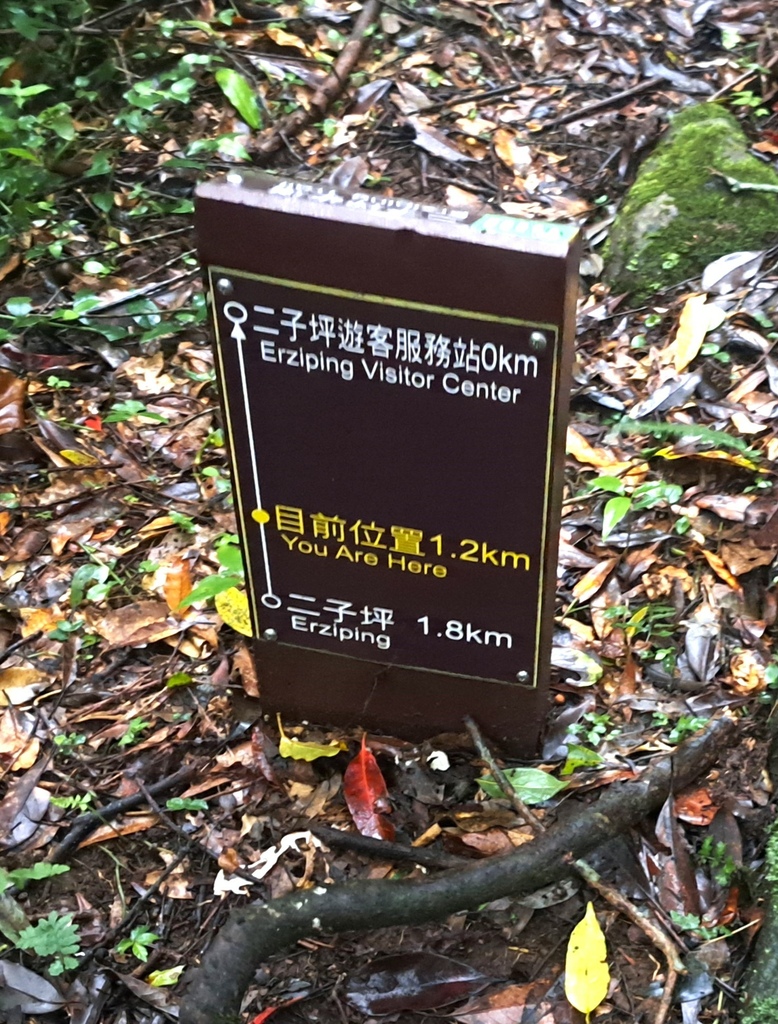 二子坪遊客服務站0km
Erziping Visitor Center
目前位置1.2km
You Are Here
二子坪 1.8km
Erziping